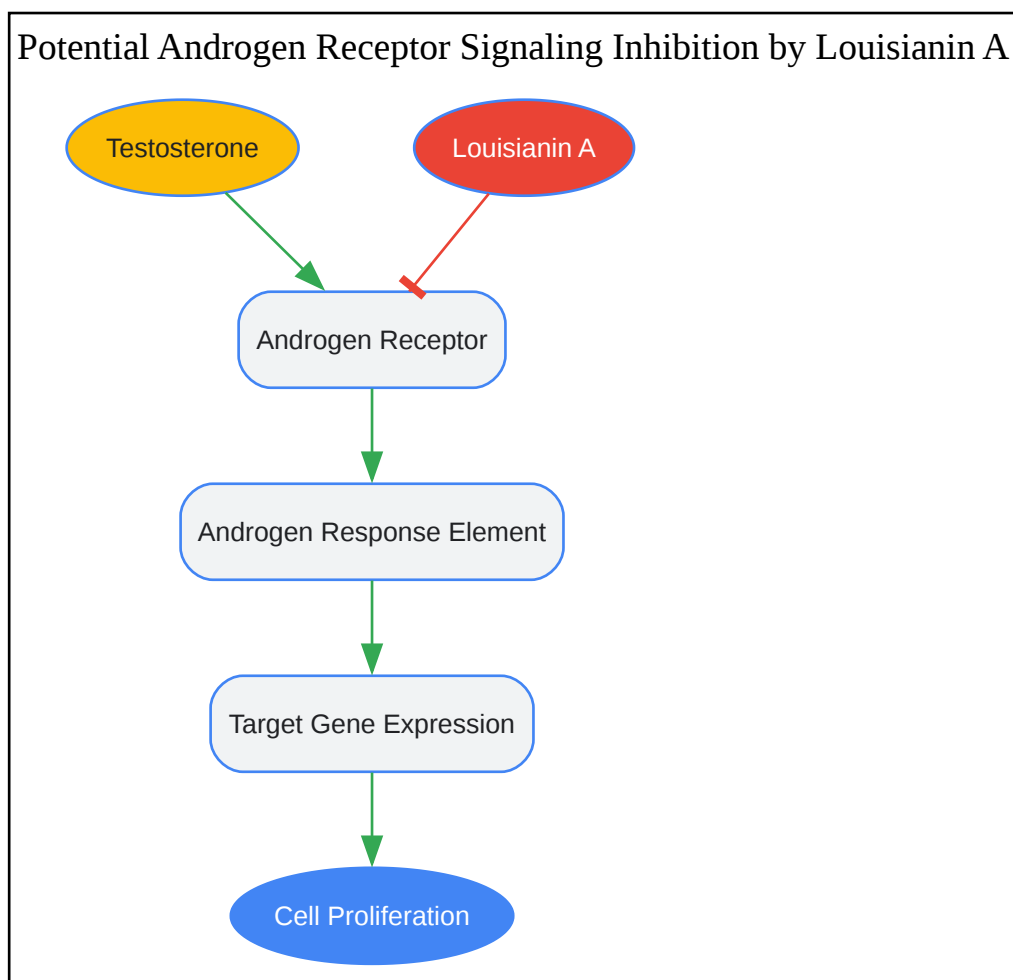 Potential Androgen Receptor Signaling Inhibition by Louisianin A
Testosterone
Louisianin A
Androgen Receptor
Androgen Response Element
Target Gene Expression
Cell Proliferation